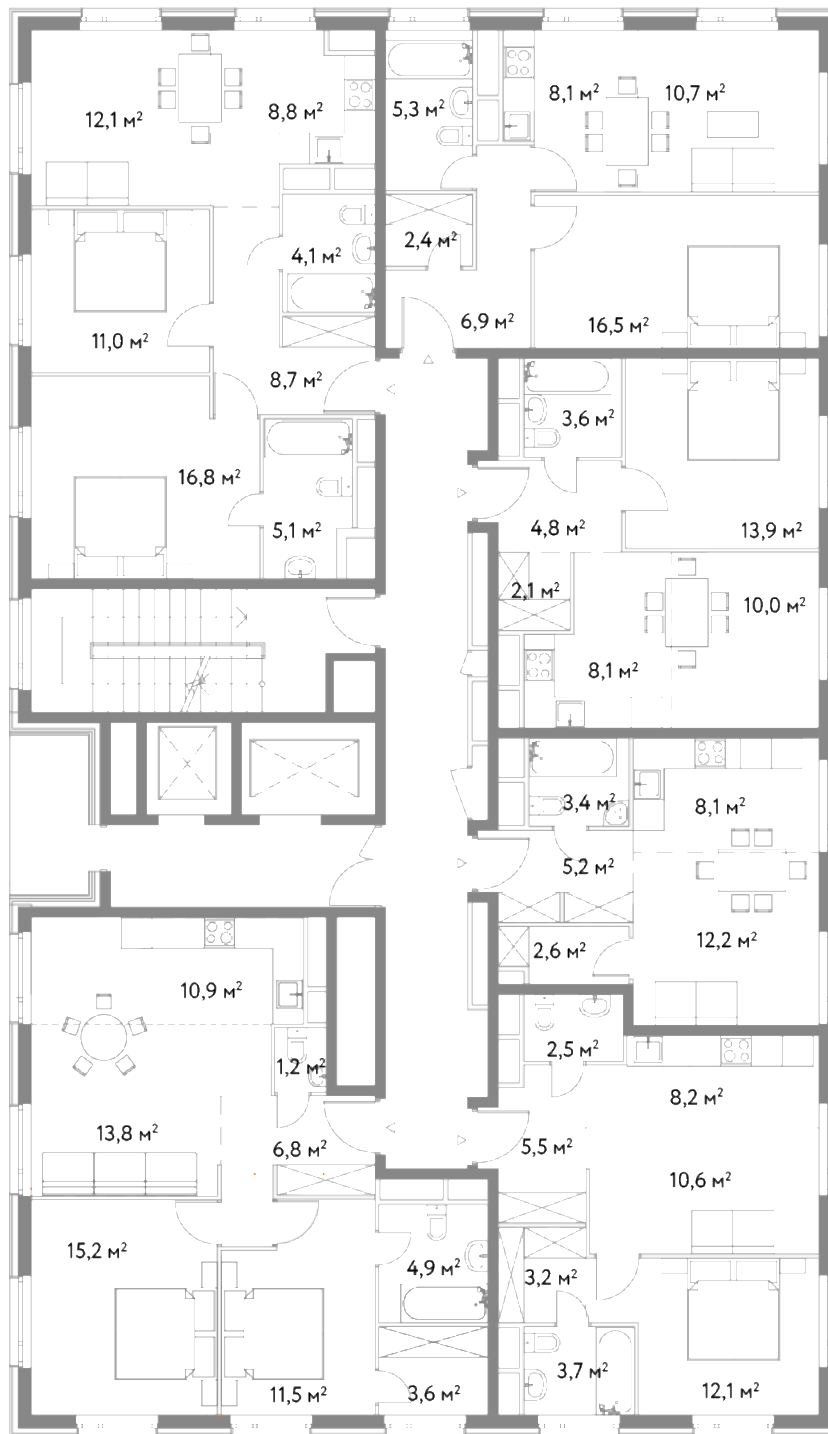 12,1 м²
8,8 м²
5,3 м²
8,1 м²
10,7 м²
4,1 м²
2,4 м²
11,0 м²
6,9 м²
16,5 м²
8,7 м²
3,6 м²
16,8 м²
5,1 м²
4,8 м²
13,9 м²
2,1 м²
10,0 м²
8,1 м²
3,4 м²
8,1 м²
5,2 м²
2,6 м²
12,2 м²
10,9 м²
1,2 м²
2,5 м²
8,2 м²
13,8 м²
6,8 м²
5,5 м²
10,6 м²
15,2 м²
4,9 м²
3,2 м²
11,5 м²
3,6 м²
3,7 м²
12,1 м²